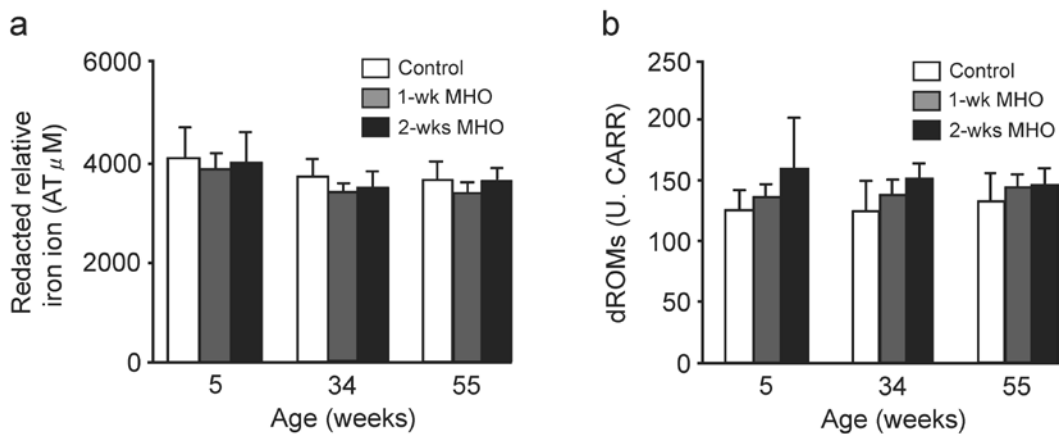 a
6000
4000
2000
0
Redacted relative
iron ion (AT μM)
Control
1-wk MHO
2-wks MHO
5 34 55
Age (weeks)
b
250
200
150
100
50
0
dROMs (U. CARR)
Control
1-wk MHO
2-wks MHO
5 34 55
Age (weeks)